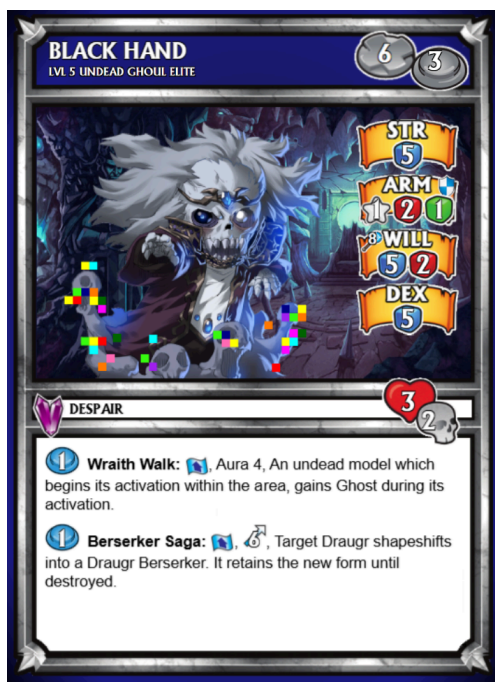 BLACK HAND
LVL 5 UNDEAD GHOUL ELITE
6 3
STR
5
ARM
1 2 1
8 WILL
5 2
DEX
5
DESPAIR
3
2
1 Wraith Walk: , Aura 4, An undead model which
begins its activation within the area, gains Ghost during its
activation.
1 Berserker Saga: , 6, Target Draugr shapeshifts
into a Draugr Berserker. It retains the new form until
destroyed.